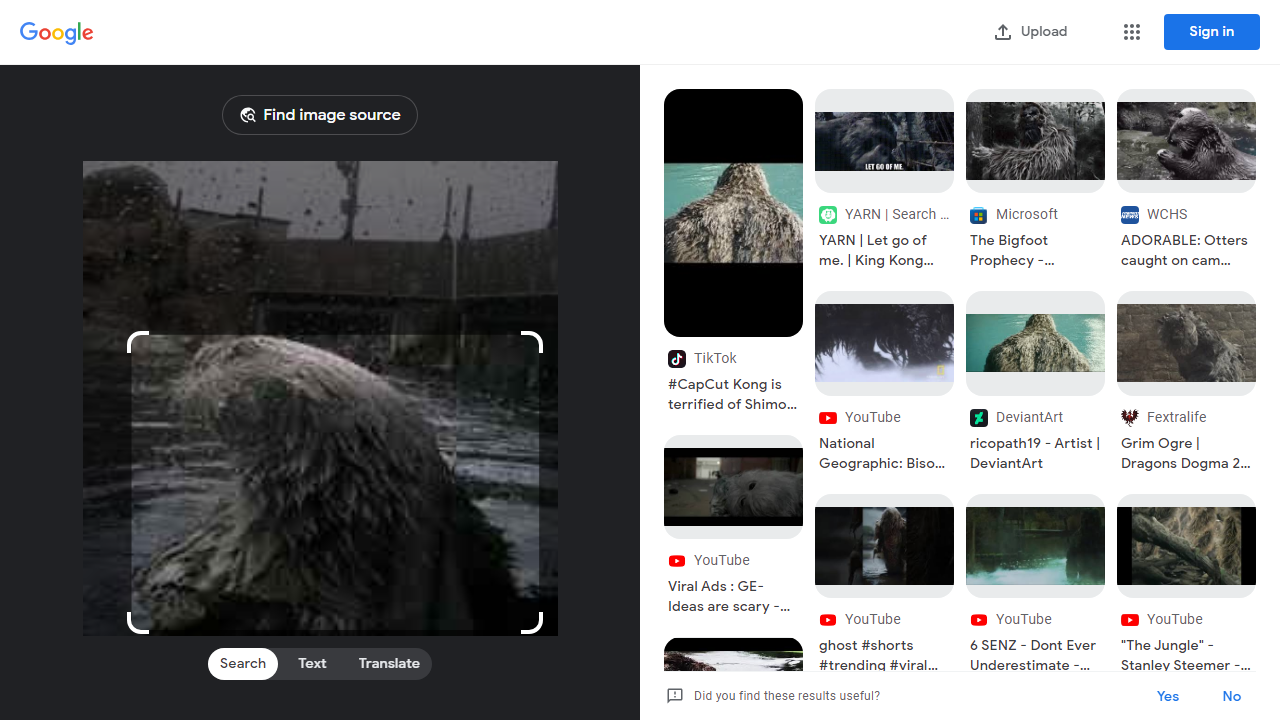 Google
Upload
Sign in
Find image source
Search
Text
Translate
TikTok
#CapCut Kong is
terrified of Shimo...
YouTube
Viral Ads : GE-
Ideas are scary -...
LET GO OF ME.
YARN | Search ...
YARN | Let go of
me. | King Kong...
YouTube
National
Geographic: Biso...
YouTube
ghost #shorts
#trending #viral...
Microsoft
The Bigfoot
Prophecy -...
DeviantArt
ricopath19 - Artist |
DeviantArt
YouTube
6 SENZ - Dont Ever
Underestimate -...
WCHS
ADORABLE: Otters
caught on cam...
Fextralife
Grim Ogre |
Dragons Dogma 2...
YouTube
"The Jungle" -
Stanley Steemer -...
Did you find these results useful?
Yes
No